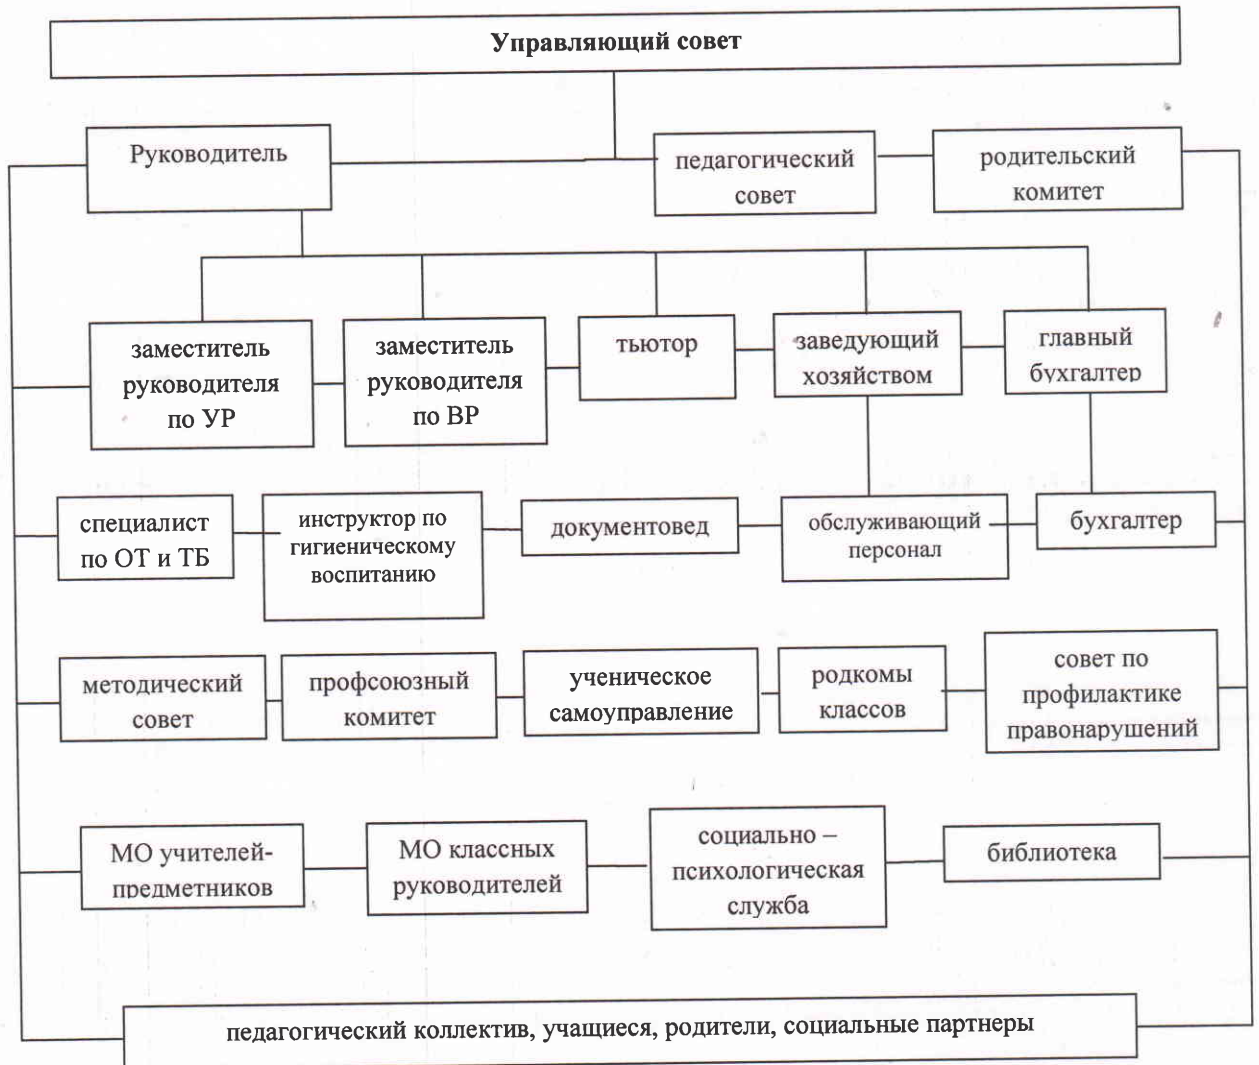 Управляющий совет
Руководитель
педагогический
совет
родительский
комитет
заместитель
руководителя
по УР
заместитель
руководителя
по ВР
тьютор
заведующий
хозяйством
главный
бухгалтер
специалист
по ОТ и ТБ
инструктор по
гигиеническому
воспитанию
документовед
обслуживающий
персонал
бухгалтер
методический
совет
профсоюзный
комитет
ученическое
самоуправление
родкомы
классов
совет по
профилактике
правонарушений
МО учителей-
предметников
МО классных
руководителей
социально –
психологическая
служба
библиотека
педагогический коллектив, учащиеся, родители, социальные партнеры